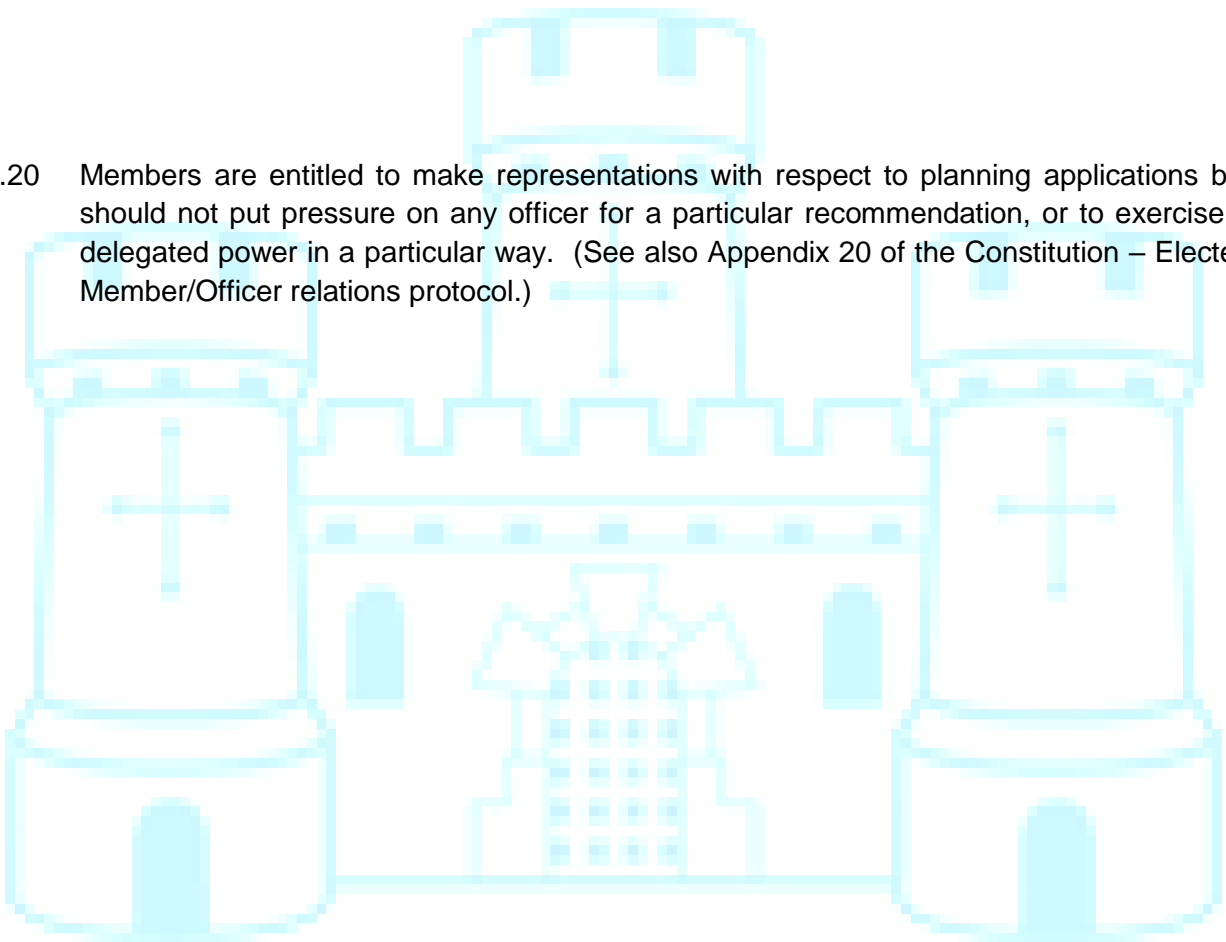 .20 Members are entitled to make representations with respect to planning applications b
should not put pressure on any officer for a particular recommendation, or to exercise
delegated power in a particular way. (See also Appendix 20 of the Constitution – Electe
Member/Officer relations protocol.)